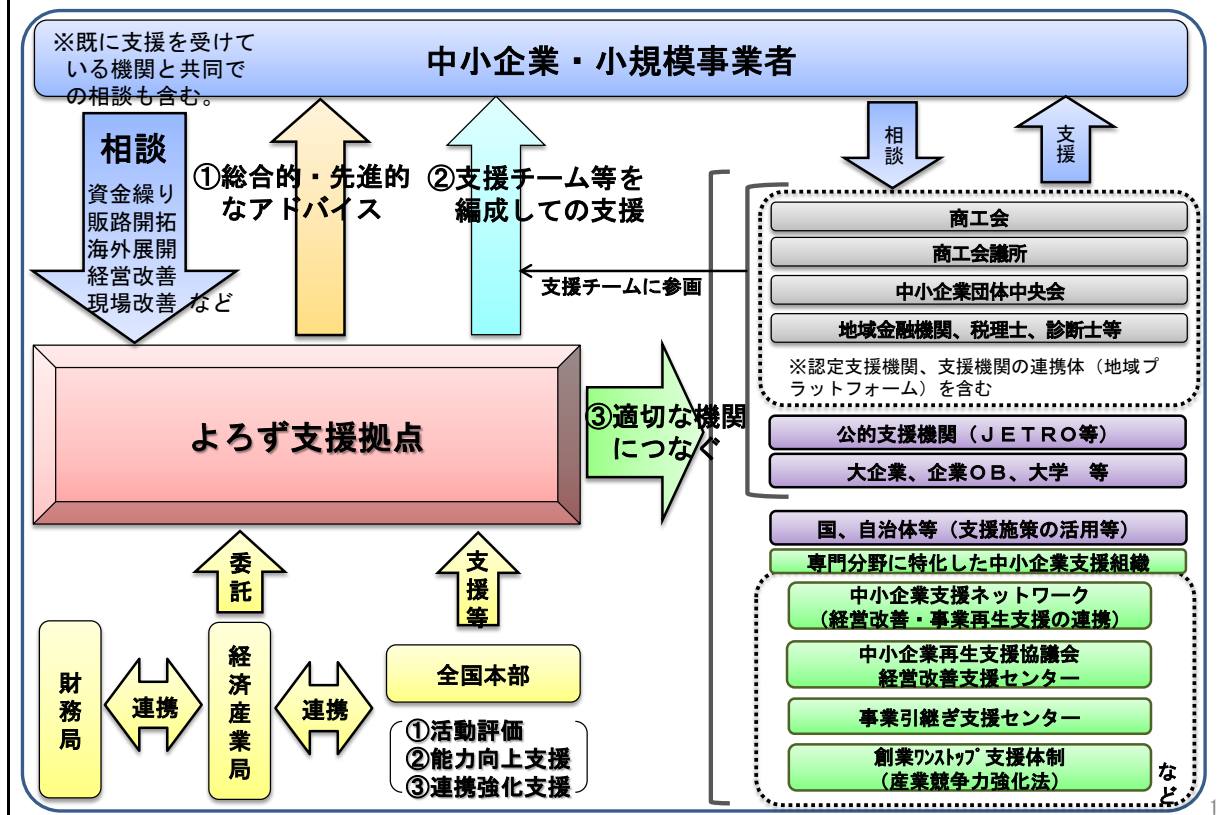 ※既に支援を受けて
いる機関と共同で
の相談も含む。
中小企業・小規模事業者
相談
資金繰り
販路開拓
海外展開
経営改善
現場改善 など
①総合的・先進的
なアドバイス
②支援チーム等を
編成しての支援
相談
支援
支援チームに参画
商工会
商工会議所
中小企業団体中央会
地域金融機関、税理士、診断士等
※認定支援機関、支援機関の連携体（地域プ
ラットフォーム）を含む
よろず支援拠点
③適切な機関
につなぐ
公的支援機関（ＪＥＴＲＯ等）
大企業、企業ＯＢ、大学　等
国、自治体等（支援施策の活用等）
専門分野に特化した中小企業支援組織
中小企業支援ネットワーク
（経営改善・事業再生支援の連携）
中小企業再生支援協議会
経営改善支援センター
事業引継ぎ支援センター
創業ﾜﾝｽﾄｯﾌﾟ支援体制
（産業競争力強化法）
など
委託
支援等
財務局
連携
経済産業局
連携
全国本部
①活動評価
②能力向上支援
③連携強化支援
1